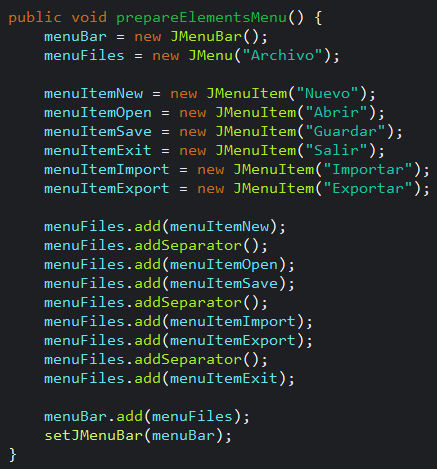 public void prepareElementsMenu() {
    menuBar = new JMenuBar();
    menuFiles = new JMenu("Archivo");

    menuItemNew = new JMenuItem("Nuevo");
    menuItemOpen = new JMenuItem("Abrir");
    menuItemSave = new JMenuItem("Guardar");
    menuItemExit = new JMenuItem("Salir");
    menuItemImport = new JMenuItem("Importar");
    menuItemExport = new JMenuItem("Exportar");

    menuFiles.add(menuItemNew);
    menuFiles.addSeparator();
    menuFiles.add(menuItemOpen);
    menuFiles.add(menuItemSave);
    menuFiles.addSeparator();
    menuFiles.add(menuItemImport);
    menuFiles.add(menuItemExport);
    menuFiles.addSeparator();
    menuFiles.add(menuItemExit);

    menuBar.add(menuFiles);
    setJMenuBar(menuBar);
}